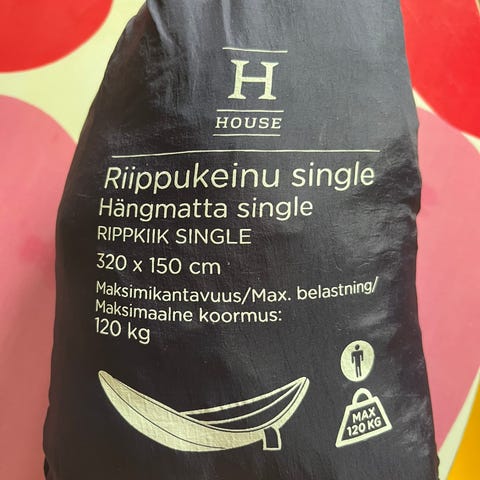 H
HOUSE
Riippukeinu single
Hängmatta single
RIPPKIIK SINGLE
320 x 150 cm
Maksimikantavuus/Max. belastning/
Maksimaalne koormus:
120 kg
MAX
120 KG